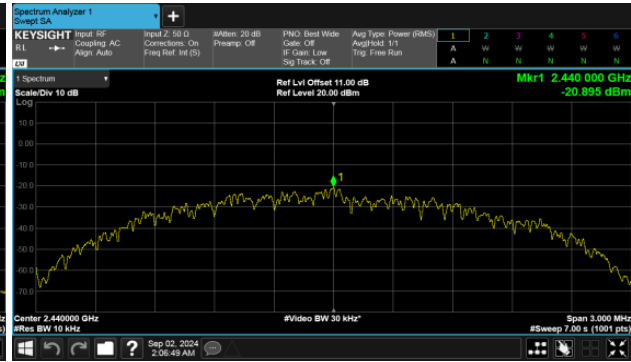 Spectrum Analyzer 1
Swept SA
+
KEYSIGHT Input: RF Input Z: 50 Ω #Atten: 20 dB PNO: Best Wide Avg Type: Power (RMS) 1 2 3 4 5 6
RL Coupling: AC Corrections: On Preamp: Off Gate: Off Avg|Hold: 1/1 A W W W W W
Align: Auto Freq Ref: Int (S) IF Gain: Low Trig: Free Run A N N N N N
Sig Track: Off
LXI
1 Spectrum Ref Lvl Offset 11.00 dB Mkr1 2.440 000 GHz
Scale/Div 10 dB Ref Level 20.00 dBm -20.895 dBm
Log
10.0
0.00
-10.0
1
-20.0
-30.0
-40.0
-50.0
-60.0
-70.0
Center 2.440000 GHz #Video BW 30 kHz* Span 3.000 MHz
#Res BW 10 kHz #Sweep 7.00 s (1001 pts)
? Sep 02, 2024
2:06:49 AM